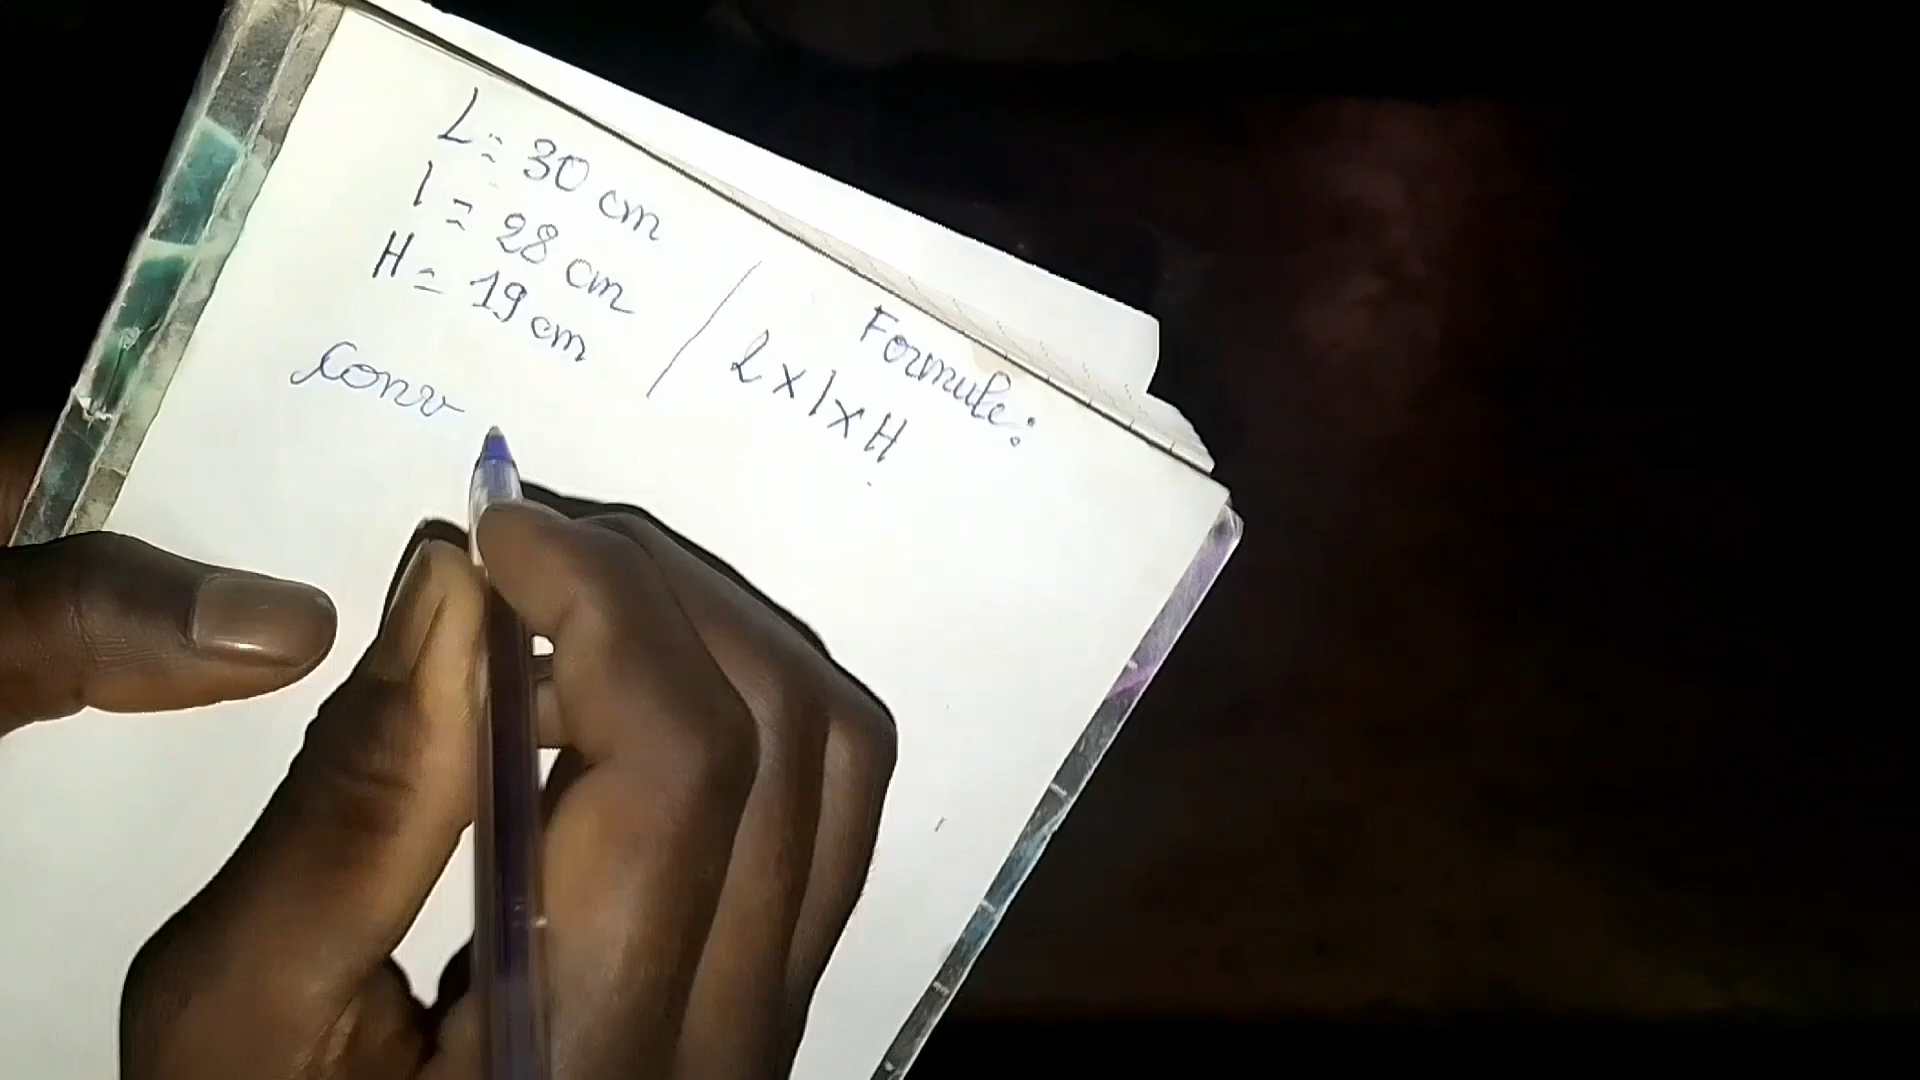 L = 30 cm
l = 28 cm
H = 19 cm
Formule :
L x l x H
Conv